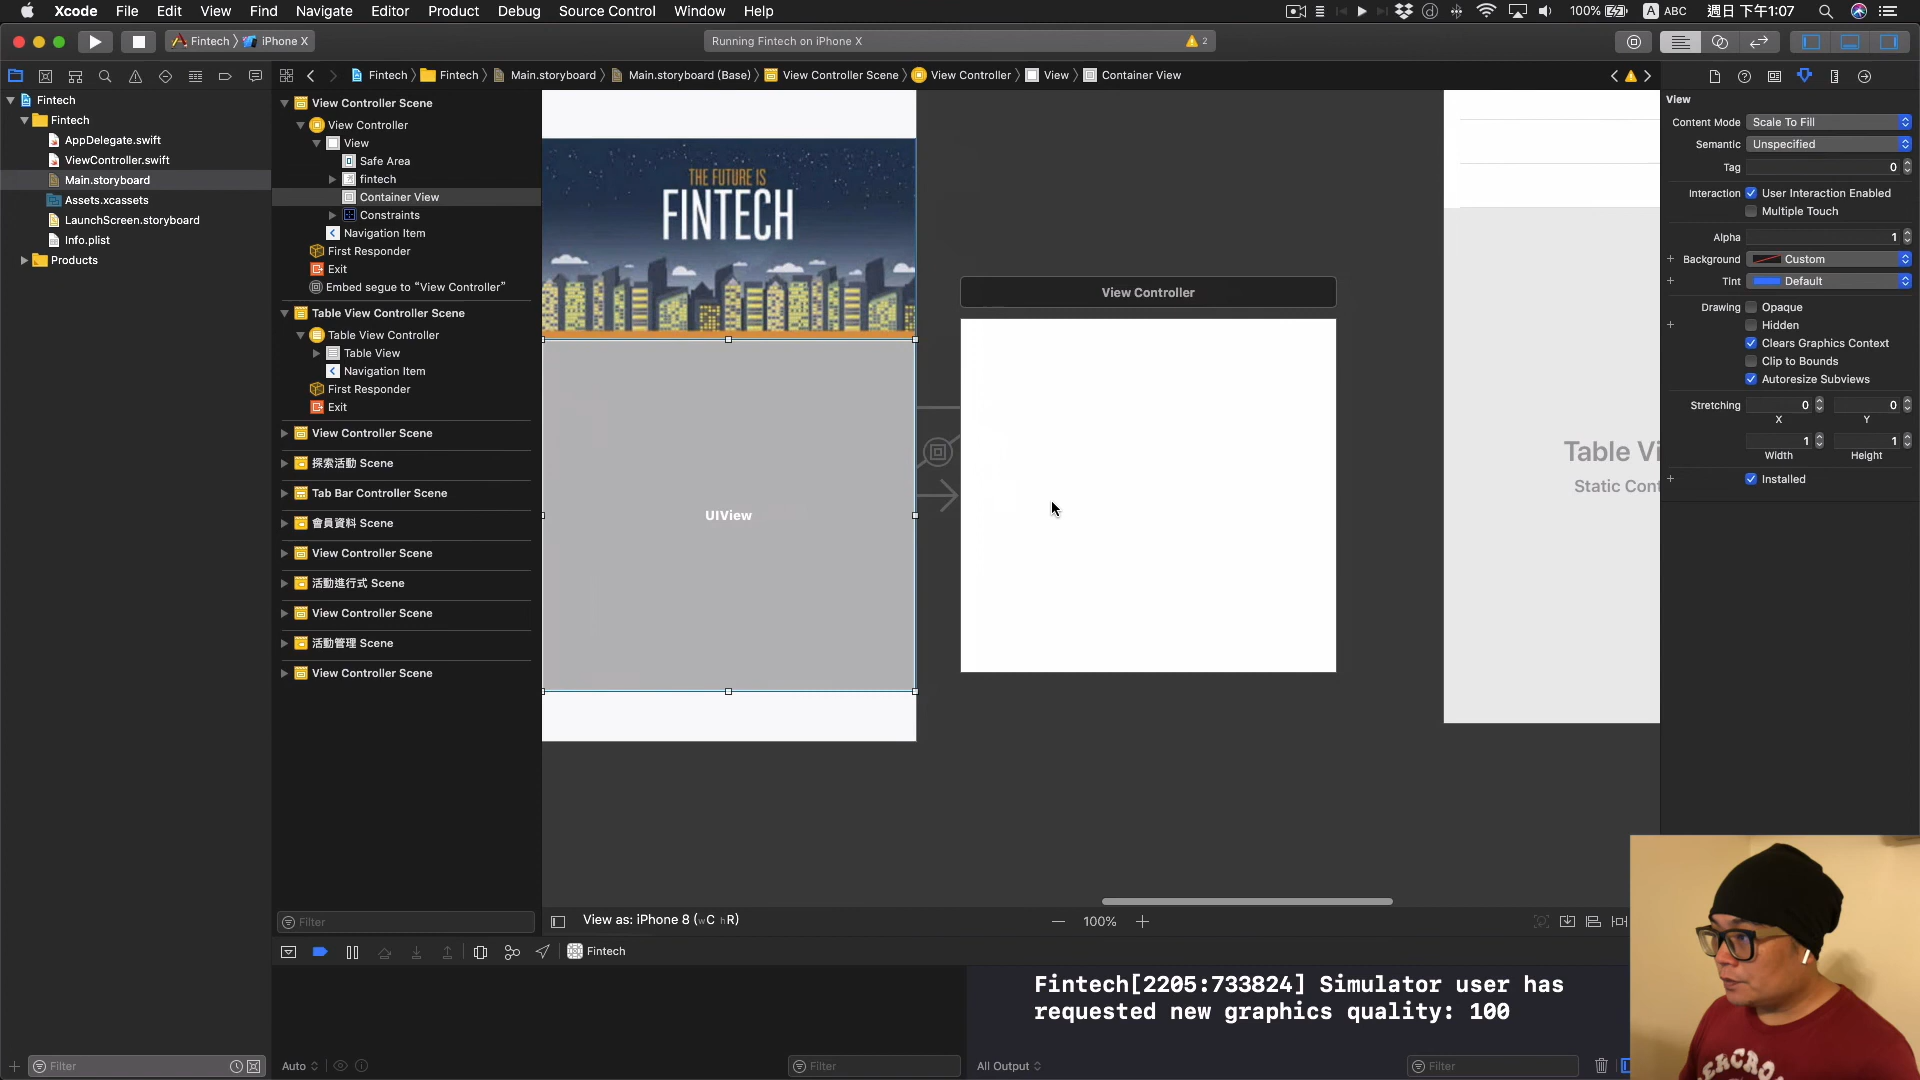 Xcode File Edit View Find Navigate Editor Product Debug Source Control Window Help
100% A ABC 週日 下午1:07
Fintech iPhone X
Running Fintech on iPhone X
2
Fintech Fintech Main.storyboard Main.storyboard (Base) View Controller Scene View Controller View Container View
Fintech
Fintech
AppDelegate.swift
ViewController.swift
Main.storyboard
Assets.xcassets
LaunchScreen.storyboard
Info.plist
Products
Filter
View Controller Scene
View Controller
View
Safe Area
fintech
Container View
Constraints
Navigation Item
First Responder
Exit
Embed segue to “View Controller”
Table View Controller Scene
Table View Controller
Table View
Navigation Item
First Responder
Exit
View Controller Scene
探索活動 Scene
Tab Bar Controller Scene
會員資料 Scene
View Controller Scene
活動進行式 Scene
View Controller Scene
活動管理 Scene
View Controller Scene
Filter
THE FUTURE IS
FINTECH
UIView
View Controller
Table Vi
Static Cont
View as: iPhone 8 (wC hR)
100%
View
Content Mode Scale To Fill
Semantic Unspecified
Tag 0
Interaction User Interaction Enabled
Multiple Touch
Alpha 1
Background Custom
Tint Default
Drawing Opaque
Hidden
Clears Graphics Context
Clip to Bounds
Autoresize Subviews
Stretching 0 0
X Y
1 1
Width Height
Installed
Fintech
Fintech[2205:733824] Simulator user has
requested new graphics quality: 100
Auto
Filter
All Output
Filter